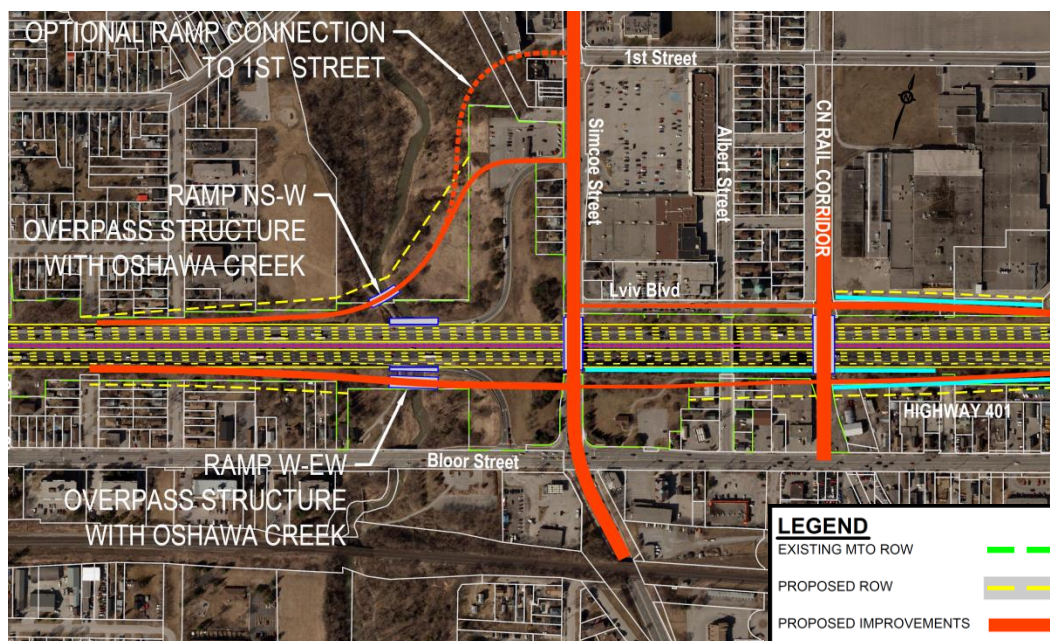 OPTIONAL RAMP CONNECTION
TO 1ST STREET
1st Street
Simcoe Street
Albert Street
CN RAIL CORRIDOR
RAMP NS-W
OVERPASS STRUCTURE
WITH OSHAWA CREEK
Lviv Blvd
HIGHWAY 401
RAMP W-EW
OVERPASS STRUCTURE
WITH OSHAWA CREEK
Bloor Street
LEGEND
EXISTING MTO ROW
PROPOSED ROW
PROPOSED IMPROVEMENTS